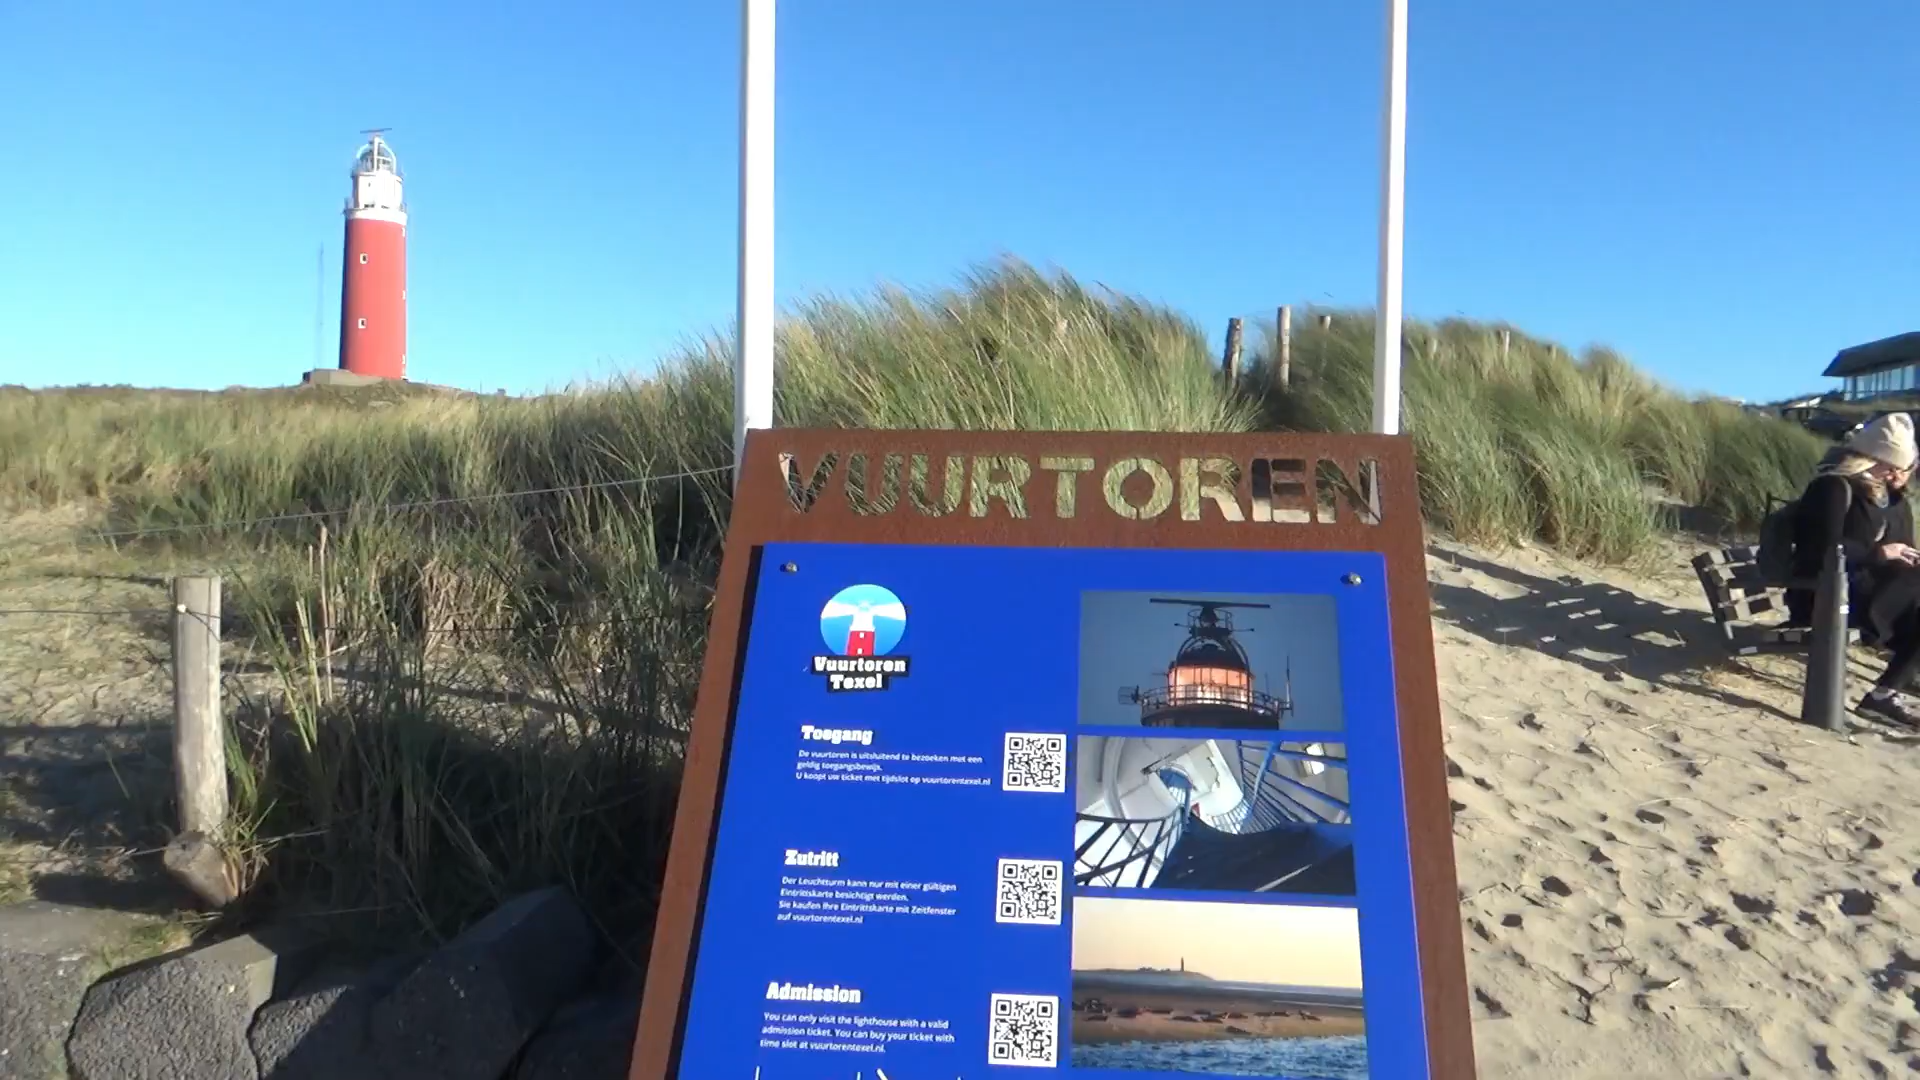 VUURTOREN
Vuurtoren
Texel
Toegang
De vuurtoren is uitsluitend te bezoeken met een
geldig toegangsbewijs.
U koopt uw ticket met tijdslot op vuurtorentexel.nl
Zutritt
Der Leuchtturm kann nur mit einer gültigen
Eintrittskarte besichtigt werden.
Sie kaufen Ihre Eintrittskarte mit Zeitfenster
auf vuurtorentexel.nl
Admission
You can only visit the lighthouse with a valid
admission ticket. You can buy your ticket with
time slot at vuurtorentexel.nl.